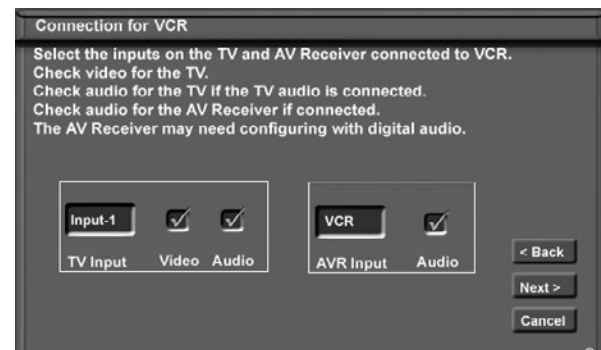 Connection for VCR
Select the inputs on the TV and AV Receiver connected to VCR.
Check video for the TV.
Check audio for the TV if the TV audio is connected.
Check audio for the AV Receiver if connected.
The AV Receiver may need configuring with digital audio.
Input-1
TV Input Video Audio
VCR
AVR Input Audio
< Back
Next >
Cancel